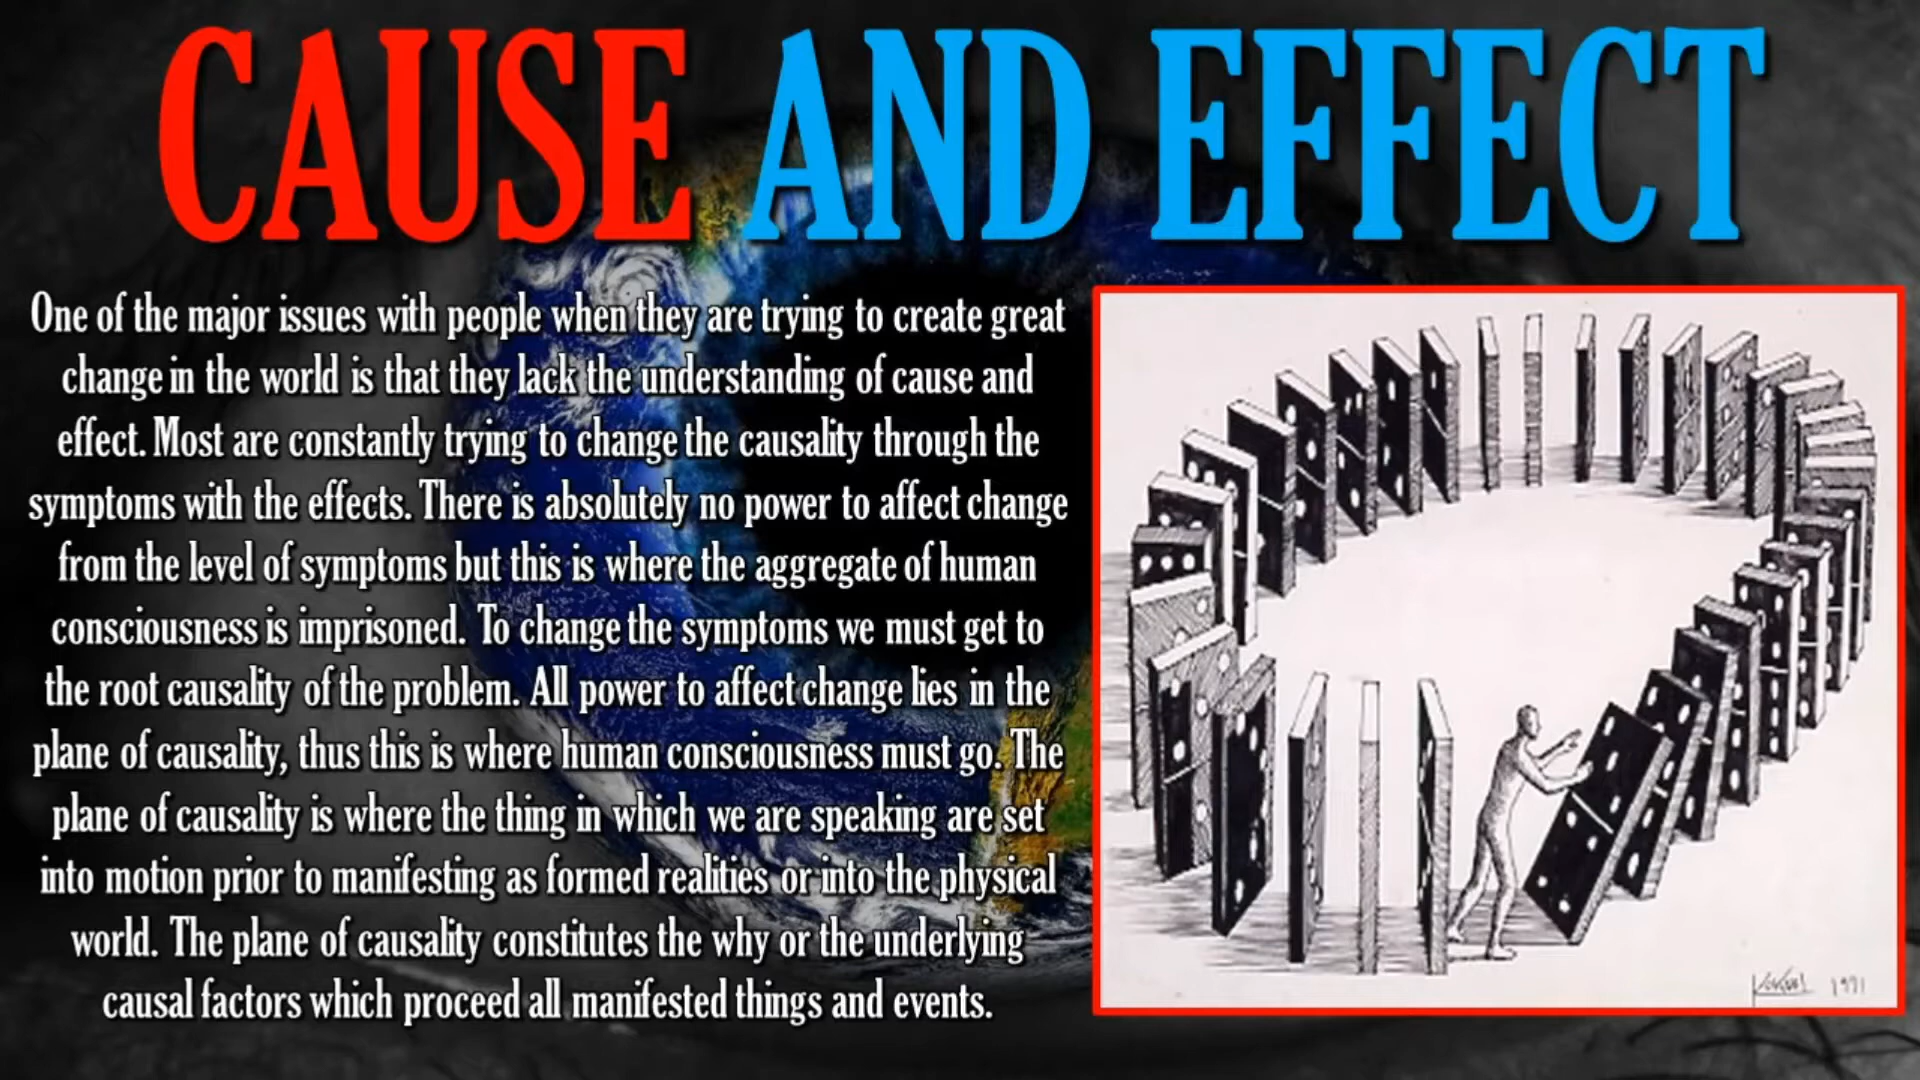 CAUSE AND EFFECT
One of the major issues with people when they are trying to create great
change in the world is that they lack the understanding of cause and
effect. Most are constantly trying to change the causality through the
symptoms with the effects. There is absolutely no power to affect change
from the level of symptoms but this is where the aggregate of human
consciousness is imprisoned. To change the symptoms we must get to
the root causality of the problem. All power to affect change lies in the
plane of causality, thus this is where human consciousness must go. The
plane of causality is where the thing in which we are speaking are set
into motion prior to manifesting as formed realities or into the physical
world. The plane of causality constitutes the why or the underlying
causal factors which proceed all manifested things and events.
1991